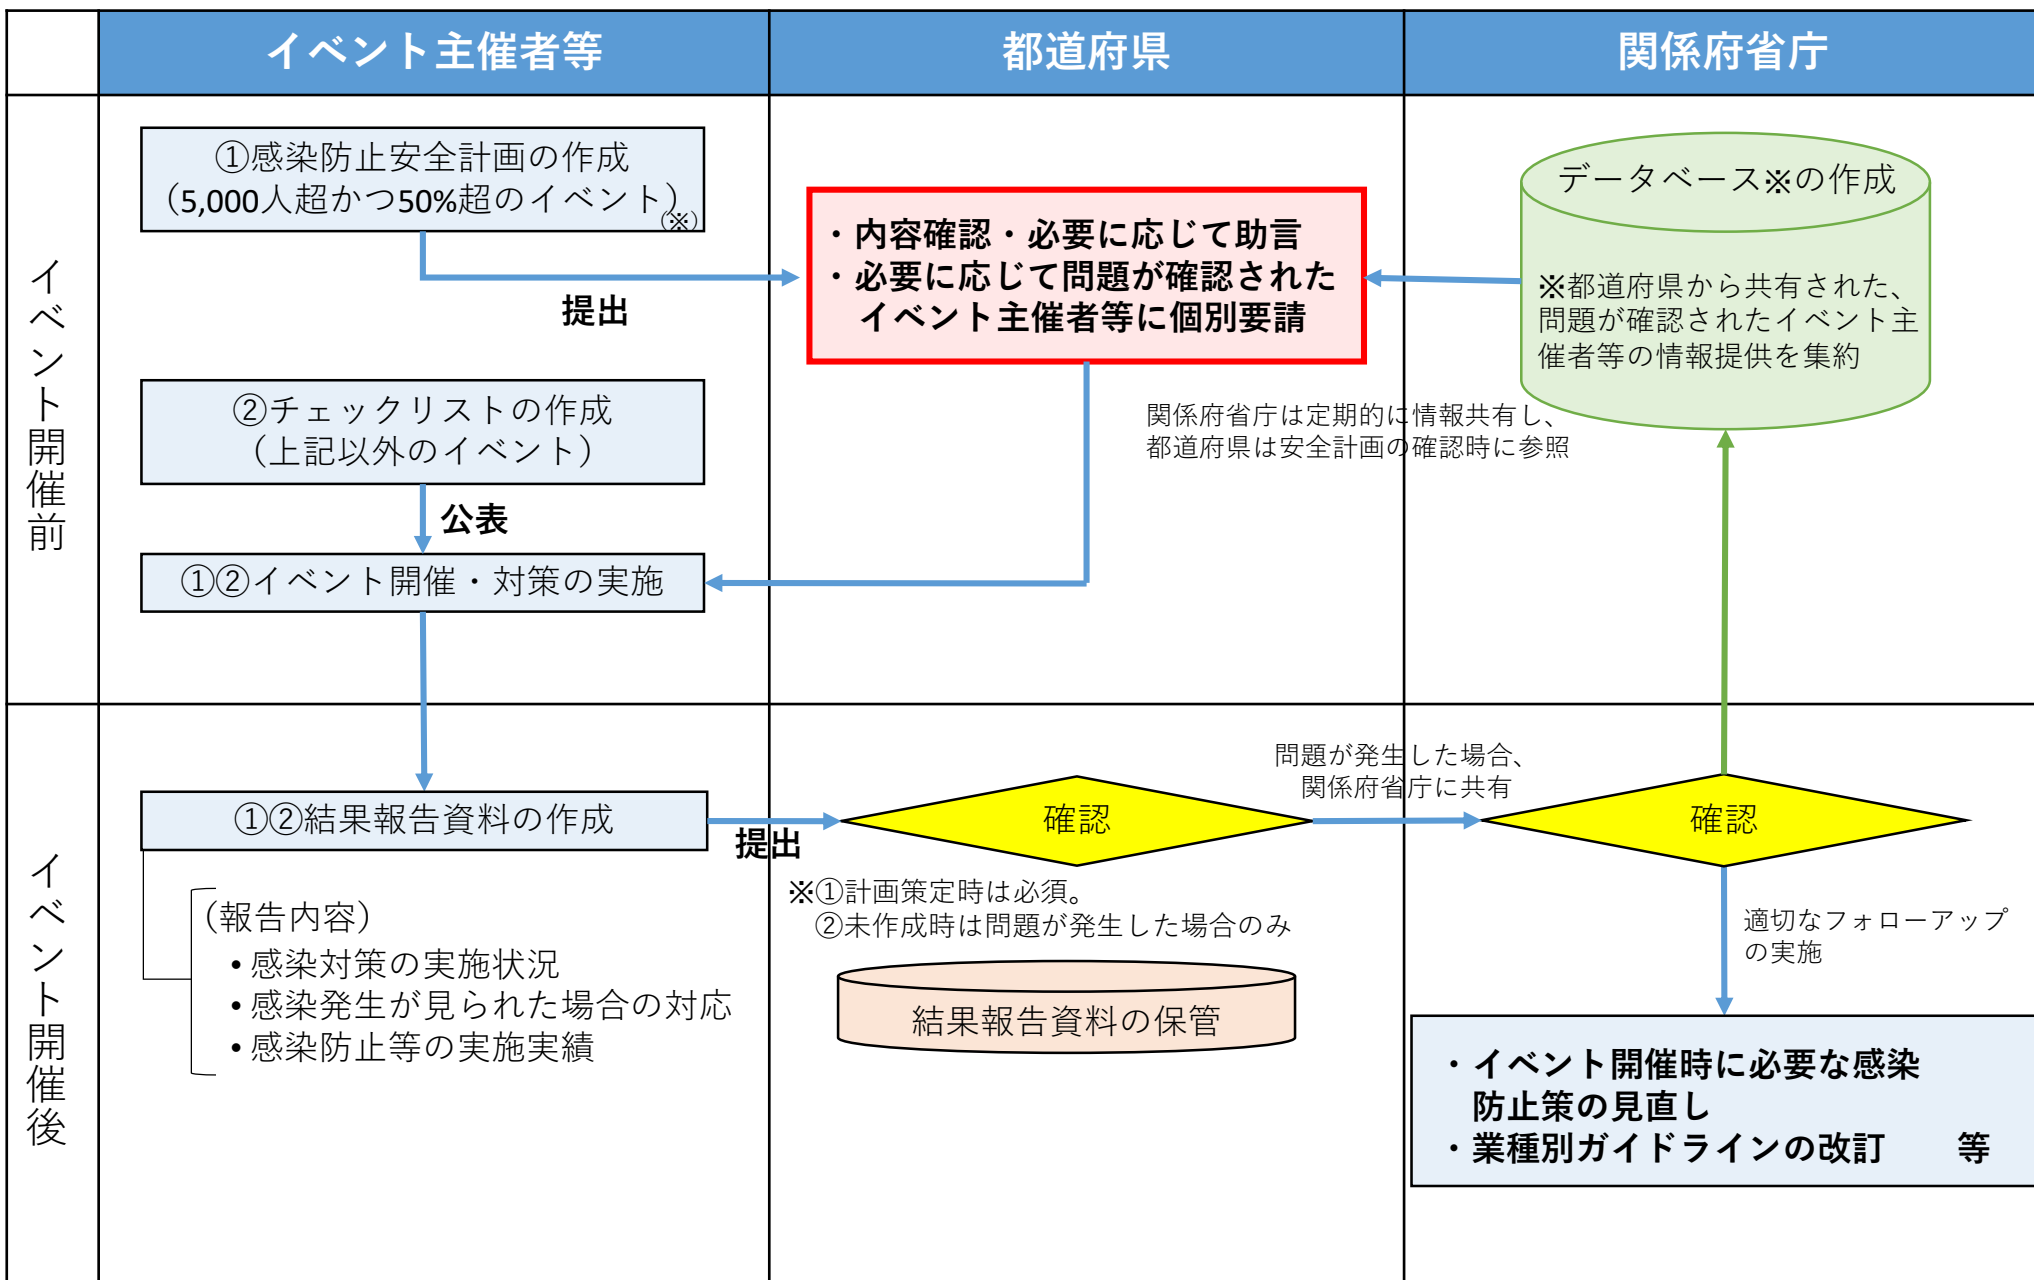 イベント主催者等
都道府県
関係府省庁
イベント開催前
①感染防止安全計画の作成
（5,000人超かつ50%超のイベント）
（※）
提出
・内容確認・必要に応じて助言
・必要に応じて問題が確認された
イベント主催者等に個別要請
データベース※の作成
※都道府県から共有された、
問題が確認されたイベント主
催者等の情報提供を集約
関係府省庁は定期的に情報共有し、
都道府県は安全計画の確認時に参照
②チェックリストの作成
（上記以外のイベント）
公表
①②イベント開催・対策の実施
イベント開催後
①②結果報告資料の作成
提出
（報告内容）
• 感染対策の実施状況
• 感染発生が見られた場合の対応
• 感染防止等の実施実績
確認
※①計画策定時は必須。
②未作成時は問題が発生した場合のみ
結果報告資料の保管
問題が発生した場合、
関係府省庁に共有
確認
適切なフォローアップ
の実施
・イベント開催時に必要な感染
防止策の見直し
・業種別ガイドラインの改訂　　等